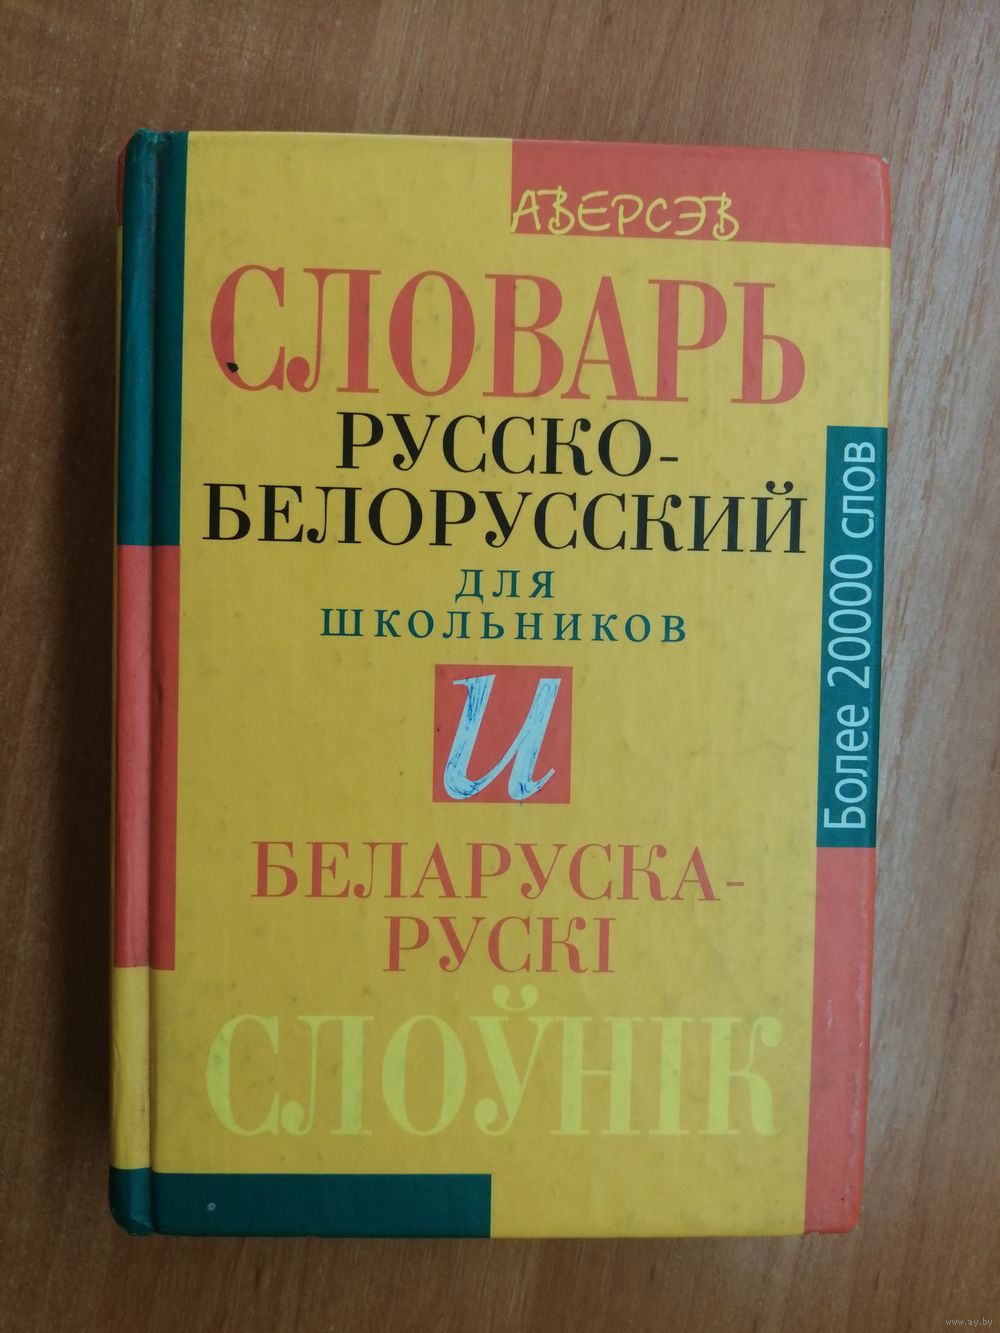 АВЕРСЭВ
СЛОВАРЬ
РУССКО-
БЕЛОРУССКИЙ
ДЛЯ
ШКОЛЬНИКОВ
И
БЕЛАРУСКА-
РУСКІ
СЛОЎНІК
Более 20000 слов
www.ay.by